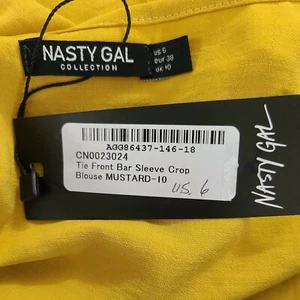 NASTY GAL
COLLECTION
US 6
eur 38
UK 10
AGG86437-146-18
CN0023024
Tie Front Bar Sleeve Crop
Blouse MUSTARD-10
US. 6
NASTY GAL